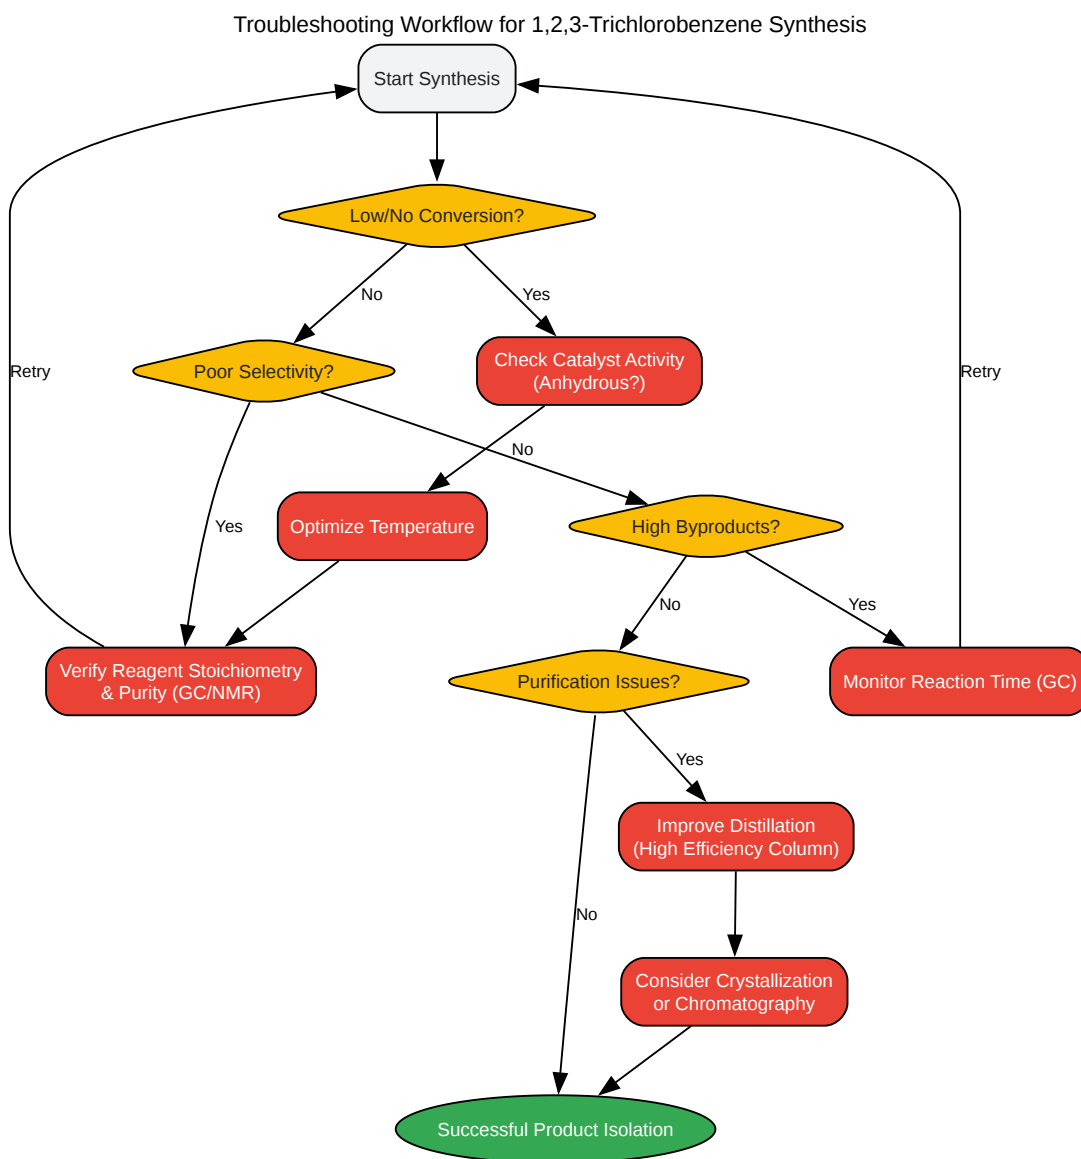 Troubleshooting Workflow for 1,2,3-Trichlorobenzene Synthesis
Start Synthesis
Low/No Conversion?
No
Yes
Poor Selectivity?
Check Catalyst Activity
(Anhydrous?)
Retry
Retry
No
Yes
Optimize Temperature
High Byproducts?
No
Yes
Verify Reagent Stoichiometry
& Purity (GC/NMR)
Purification Issues?
Monitor Reaction Time (GC)
Yes
Improve Distillation
(High Efficiency Column)
No
Consider Crystallization
or Chromatography
Successful Product Isolation